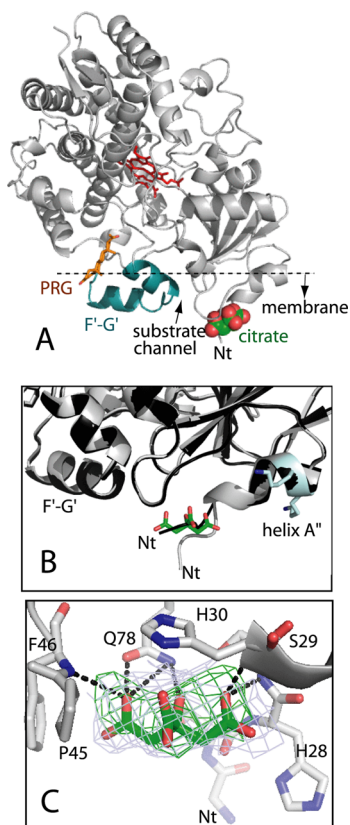 PRG
F'-G'
substrate
channel
membrane
citrate
Nt
A
F'-G'
Nt
Nt
helix A"
B
H30
Q78
S29
F46
P45
H28
Nt
C